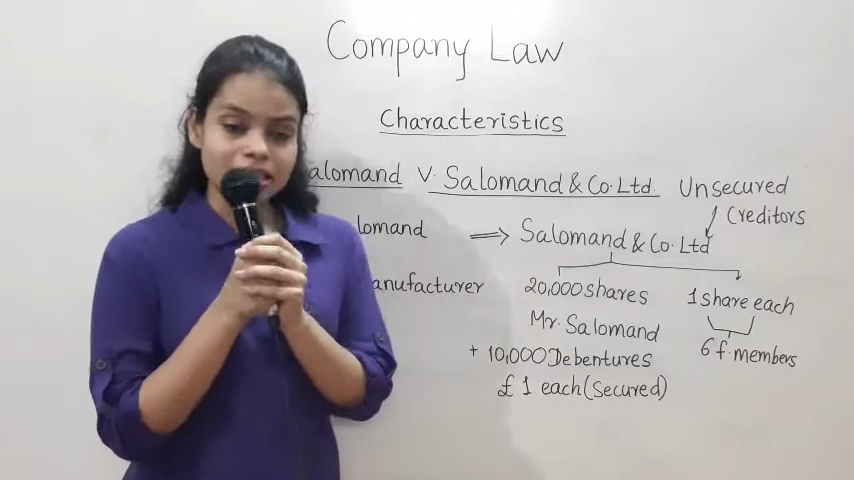 Company Law
Characteristics
alomand V. Salomand & Co. Ltd. Unsecured
Creditors
lomand ⇒ Salomand & Co. Ltd
anufacturer 20,000 shares 1 share each
Mr. Salomand
6 f. members
+ 10,000 Debentures
£ 1 each (Secured)